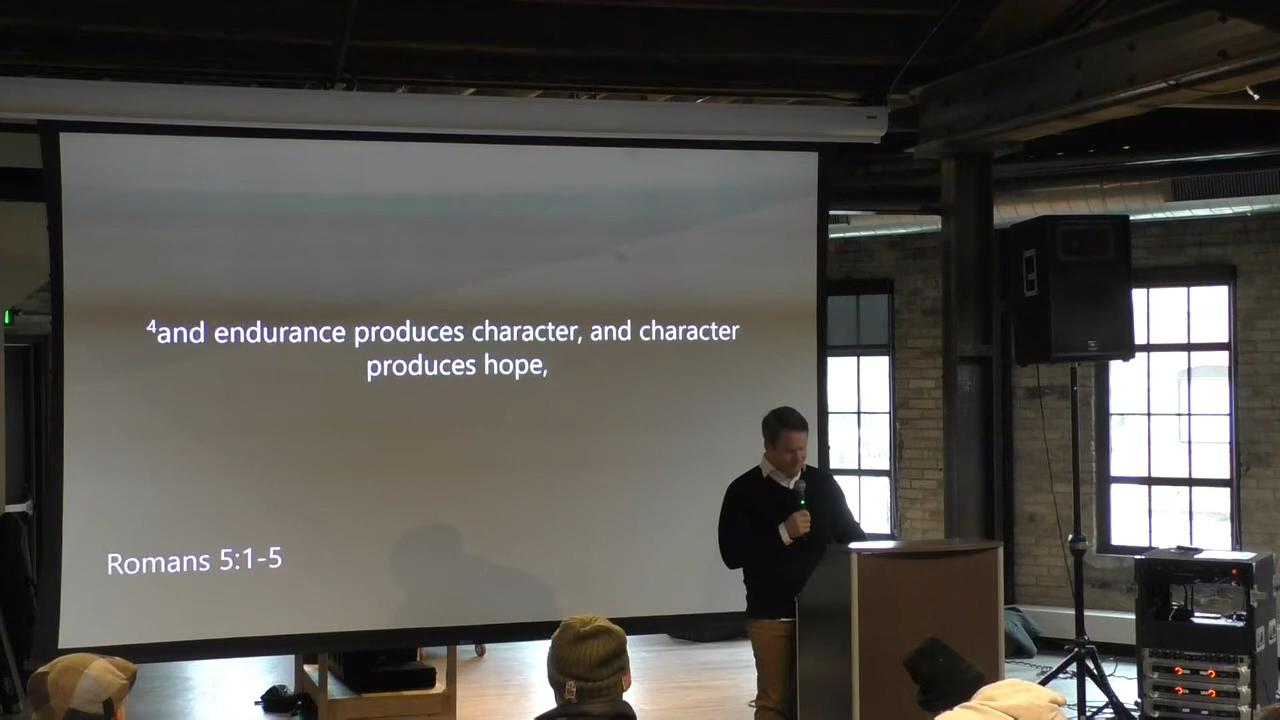 ⁴and endurance produces character, and character
produces hope,
Romans 5:1-5